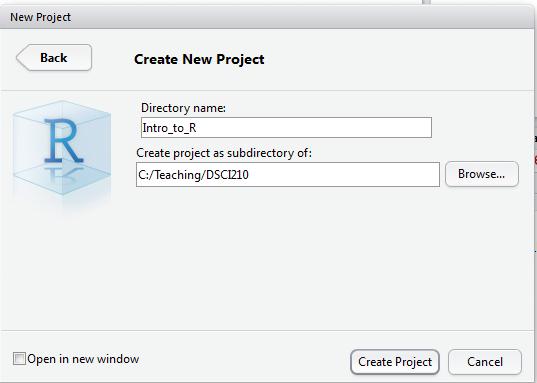 New Project
Back
Create New Project
R
Directory name:
Intro_to_R
Create project as subdirectory of:
C:/Teaching/DSCI210
Browse...
Open in new window
Create Project
Cancel